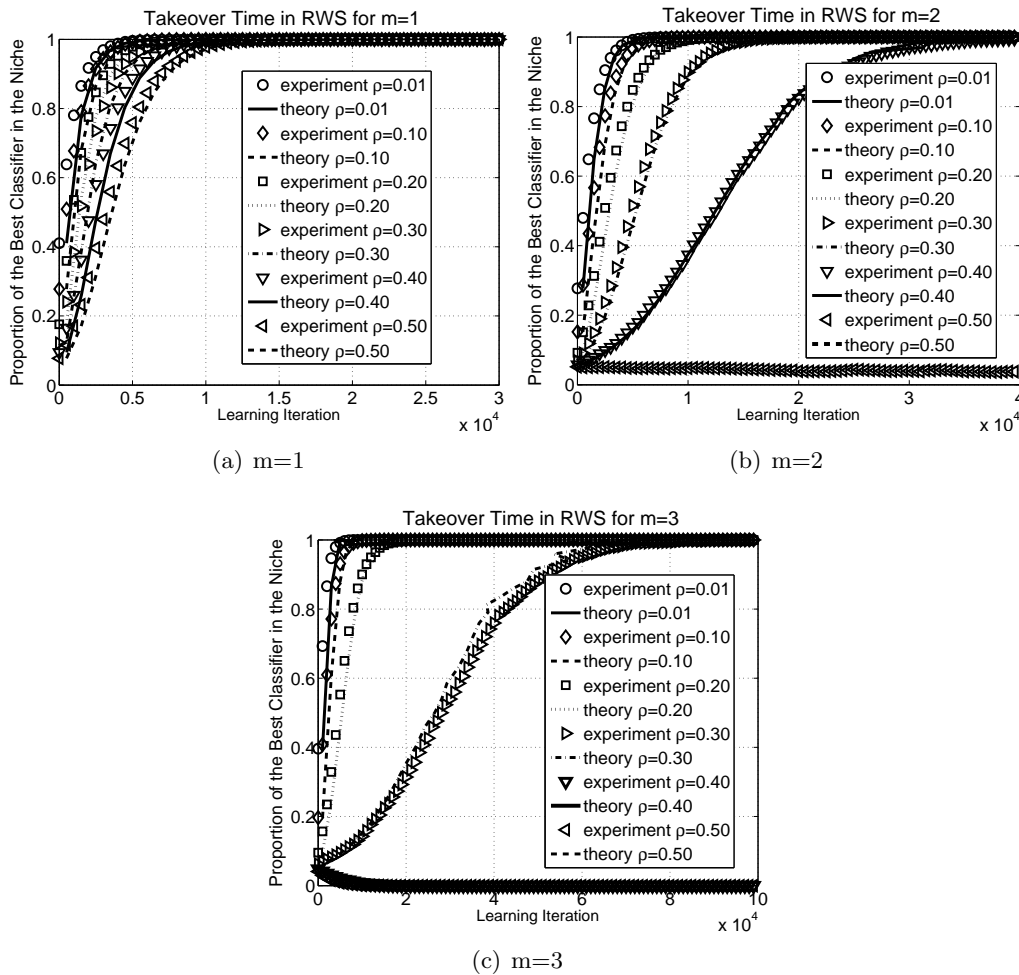 Takeover Time in RWS for m=1
Proportion of the Best Classifier in the Niche
1
0.8
0.6
0.4
0.2
0
experiment ρ=0.01
theory ρ=0.01
experiment ρ=0.10
theory ρ=0.10
experiment ρ=0.20
theory ρ=0.20
experiment ρ=0.30
theory ρ=0.30
experiment ρ=0.40
theory ρ=0.40
experiment ρ=0.50
theory ρ=0.50
0 0.5 1 1.5 2 2.5 3
Learning Iteration
x 10^4
(a) m=1
Takeover Time in RWS for m=2
Proportion of the Best Classifier in the Niche
1
0.8
0.6
0.4
0.2
0
experiment ρ=0.01
theory ρ=0.01
experiment ρ=0.10
theory ρ=0.10
experiment ρ=0.20
theory ρ=0.20
experiment ρ=0.30
theory ρ=0.30
experiment ρ=0.40
theory ρ=0.40
experiment ρ=0.50
theory ρ=0.50
0 1 2 3 4
Learning Iteration
x 10^4
(b) m=2
Takeover Time in RWS for m=3
Proportion of the Best Classifier in the Niche
1
0.8
0.6
0.4
0.2
0
experiment ρ=0.01
theory ρ=0.01
experiment ρ=0.10
theory ρ=0.10
experiment ρ=0.20
theory ρ=0.20
experiment ρ=0.30
theory ρ=0.30
experiment ρ=0.40
theory ρ=0.40
experiment ρ=0.50
theory ρ=0.50
0 2 4 6 8 10
Learning Iteration
x 10^4
(c) m=3